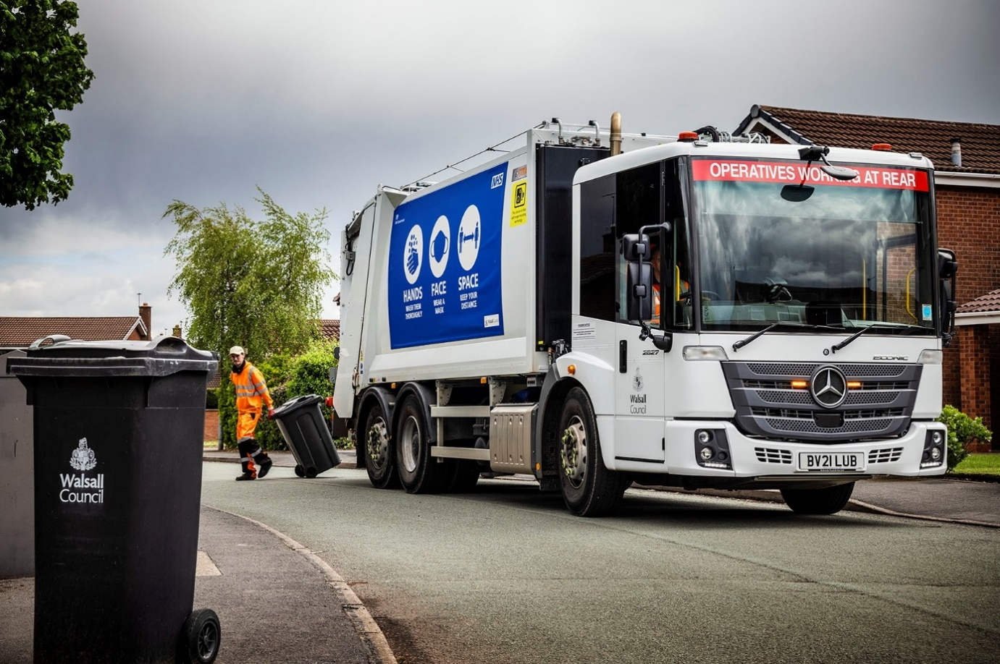 OPERATIVES WORKING AT REAR
NHS
HANDS
WASH THEM
THOROUGHLY
FACE
WEAR A
MASK
SPACE
KEEP YOUR
DISTANCE
2627
ECONIC
Walsall
Council
BV21 LUB
Walsall
Council